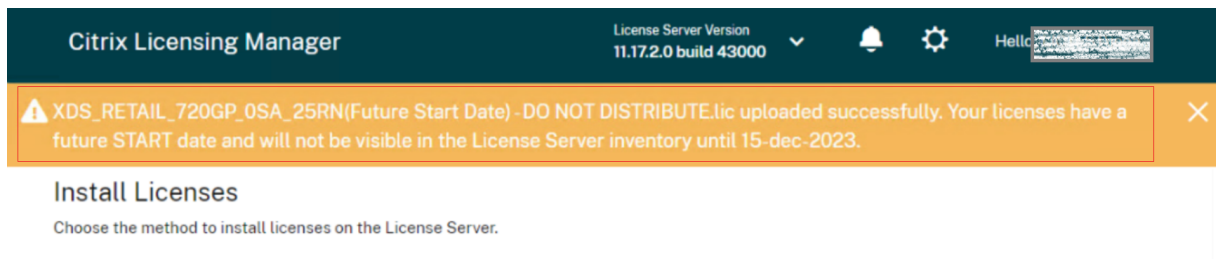 Citrix Licensing Manager
License Server Version
11.17.2.0 build 43000
Hello
XDS_RETAIL_720GP_0SA_25RN(Future Start Date) - DO NOT DISTRIBUTE.lic uploaded successfully. Your licenses have a
future START date and will not be visible in the License Server inventory until 15-dec-2023.
Install Licenses
Choose the method to install licenses on the License Server.